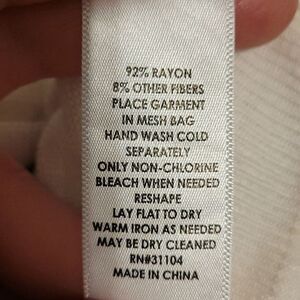 92% RAYON
8% OTHER FIBERS
PLACE GARMENT
IN MESH BAG
HAND WASH COLD
SEPARATELY
ONLY NON-CHLORINE
BLEACH WHEN NEEDED
RESHAPE
LAY FLAT TO DRY
WARM IRON AS NEEDED
MAY BE DRY CLEANED
RN#31104
MADE IN CHINA